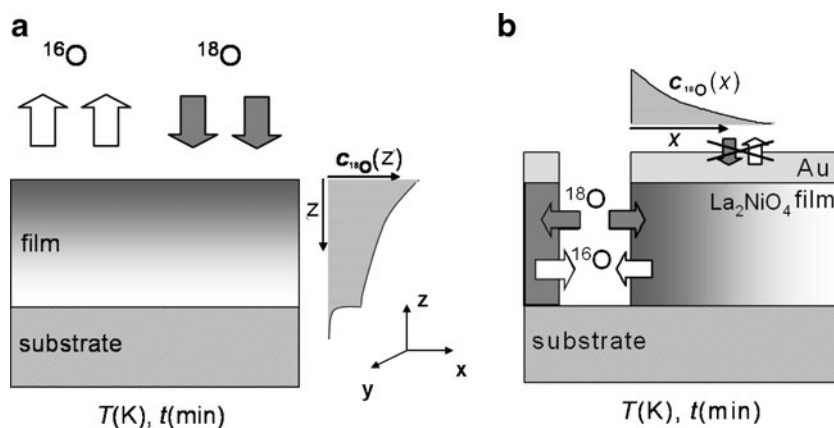 a
16O 18O
c18O(z)
z
film
substrate
z
y
x
T(K), t(min)
b
c18O(x)
x
Au
La2NiO4 film
18O
16O
substrate
T(K), t(min)